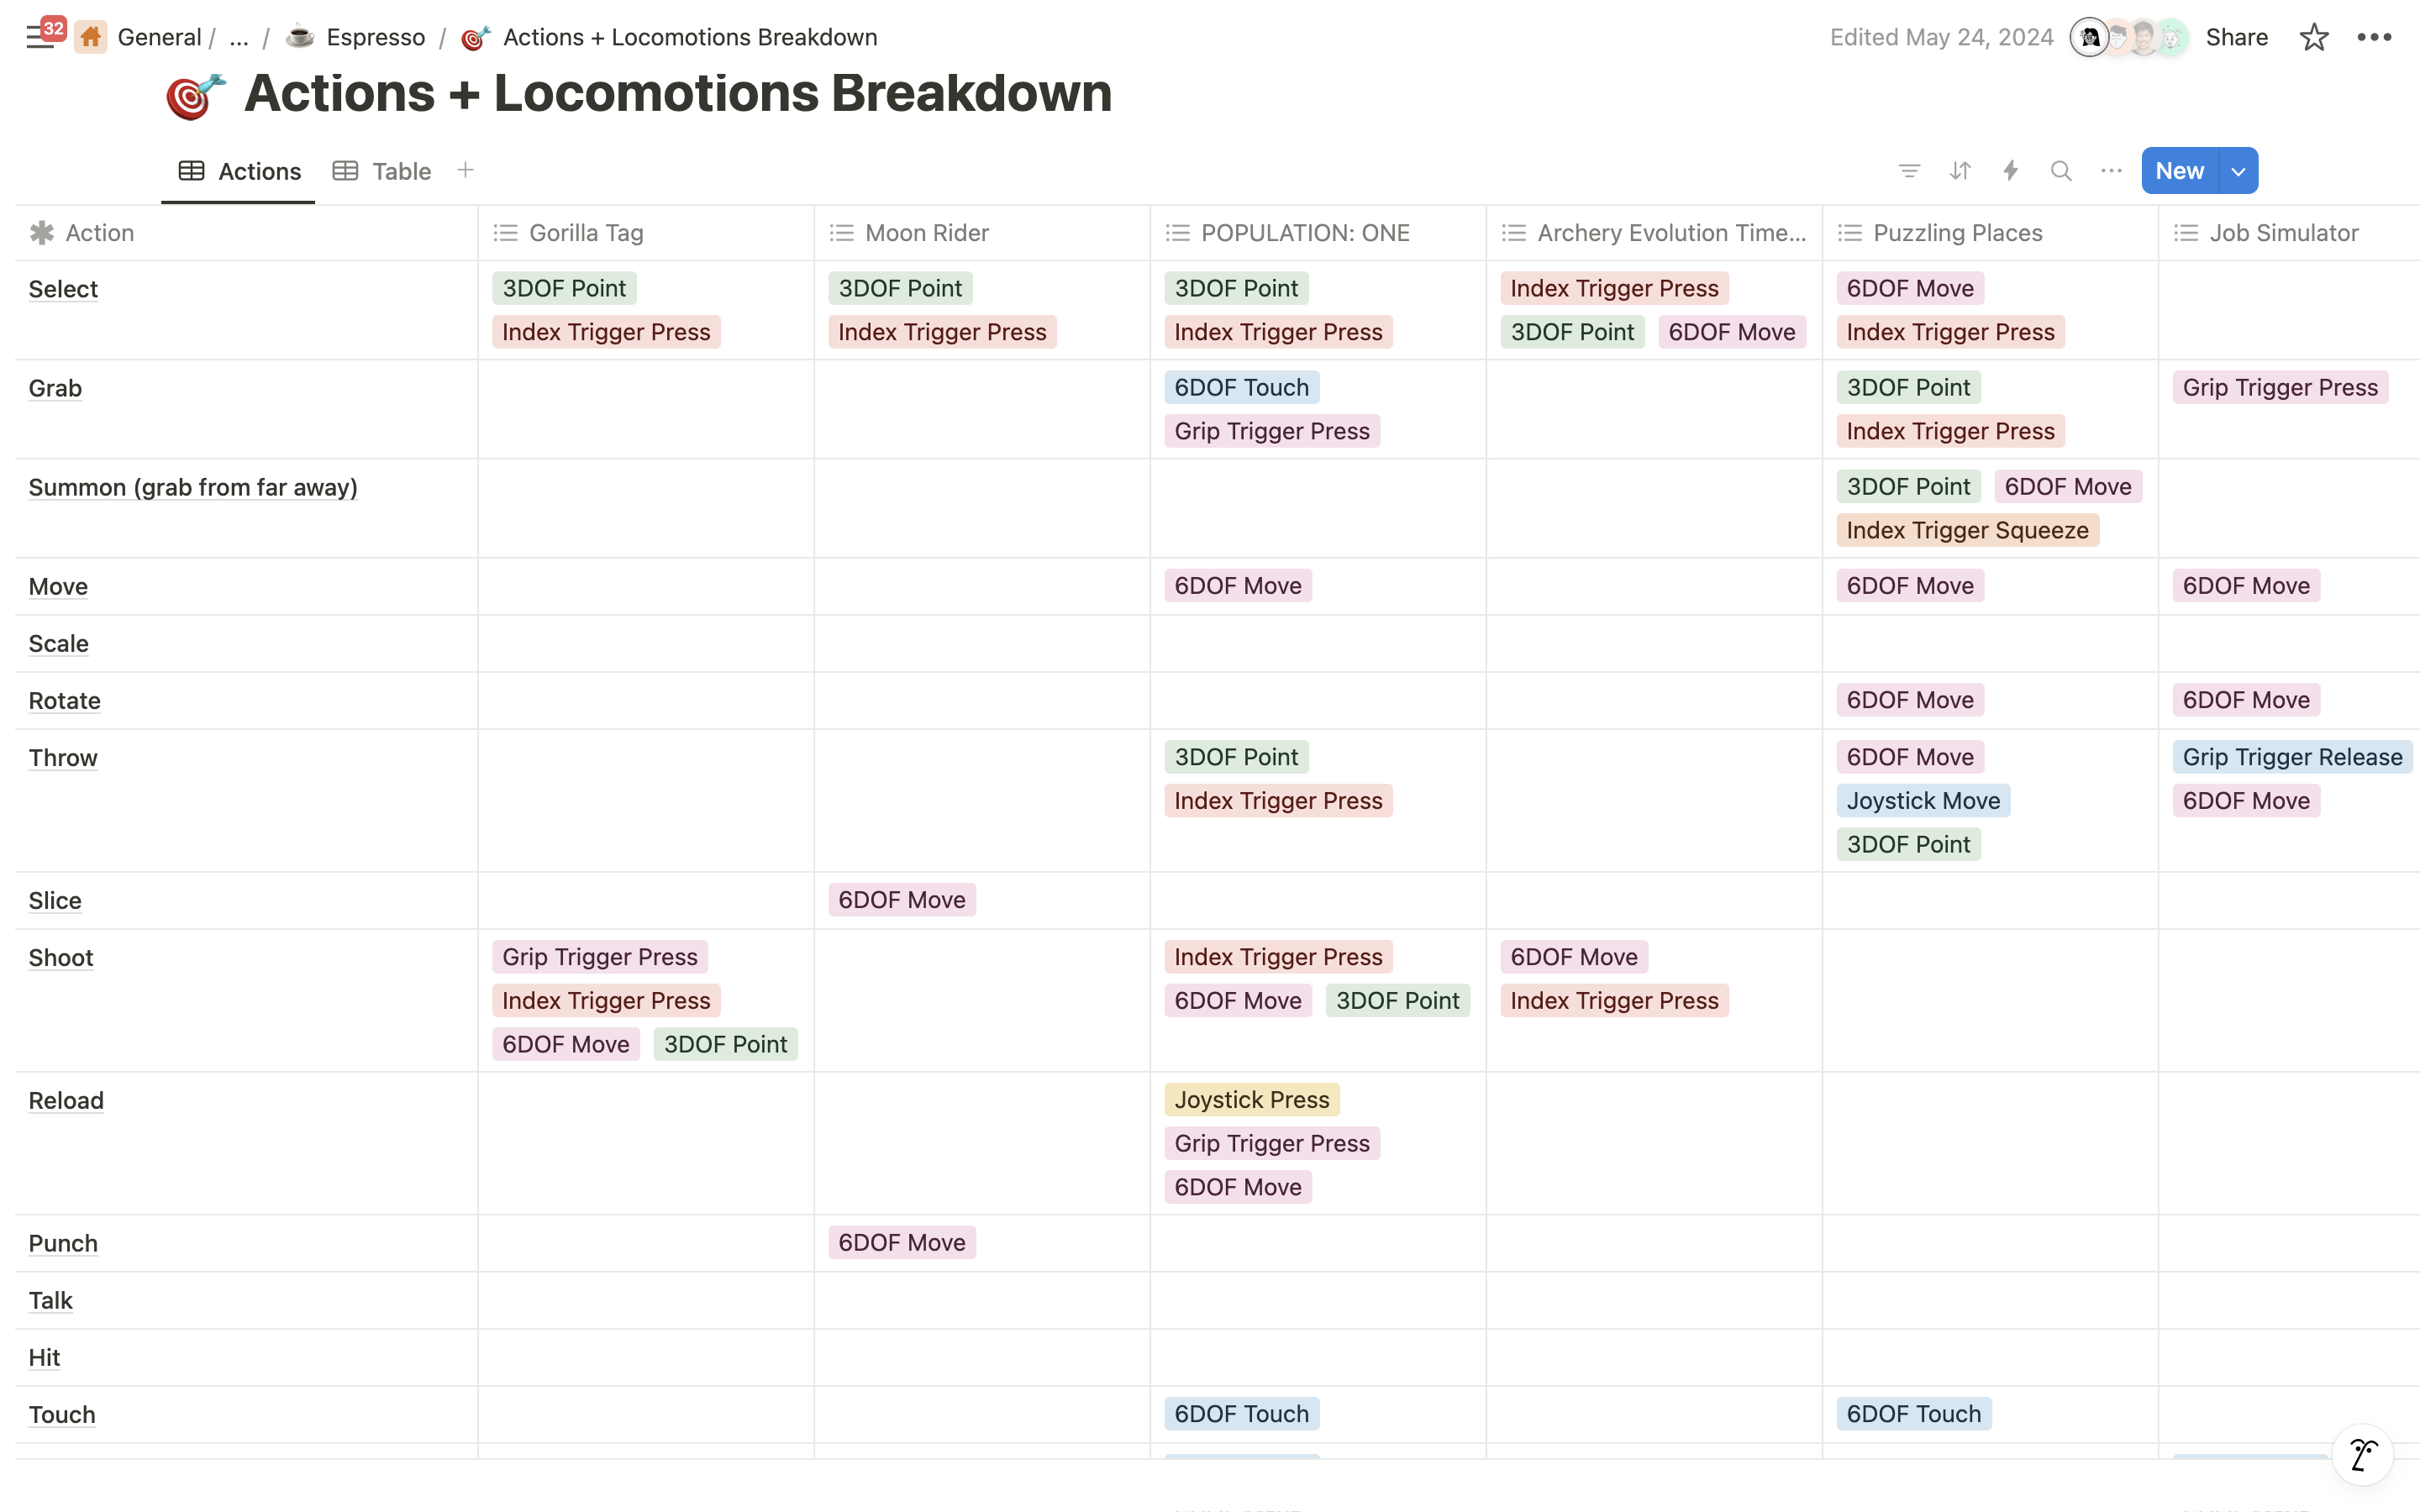 32 General / ... / Espresso / Actions + Locomotions Breakdown Edited May 24, 2024 Share
Actions + Locomotions Breakdown
Actions Table New
Action Gorilla Tag Moon Rider POPULATION: ONE Archery Evolution Time... Puzzling Places Job Simulator
Select 3DOF Point 3DOF Point 3DOF Point Index Trigger Press 6DOF Move
Index Trigger Press Index Trigger Press Index Trigger Press 3DOF Point 6DOF Move Index Trigger Press
Grab 6DOF Touch 3DOF Point Grip Trigger Press
Grip Trigger Press Index Trigger Press
Summon (grab from far away) 3DOF Point 6DOF Move
Index Trigger Squeeze
Move 6DOF Move 6DOF Move 6DOF Move
Scale
Rotate 6DOF Move 6DOF Move
Throw 3DOF Point 6DOF Move Grip Trigger Release
Index Trigger Press Joystick Move 6DOF Move
3DOF Point
Slice 6DOF Move
Shoot Grip Trigger Press Index Trigger Press 6DOF Move
Index Trigger Press 6DOF Move 3DOF Point Index Trigger Press
6DOF Move 3DOF Point
Reload Joystick Press
Grip Trigger Press
6DOF Move
Punch 6DOF Move
Talk
Hit
Touch 6DOF Touch 6DOF Touch